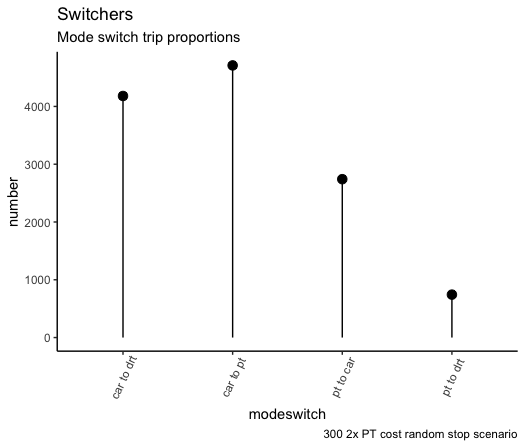 Switchers
Mode switch trip proportions
4000
3000
2000
1000
0
number
car to drt
car to pt
pt to car
pt to drt
modeswitch
300 2x PT cost random stop scenario